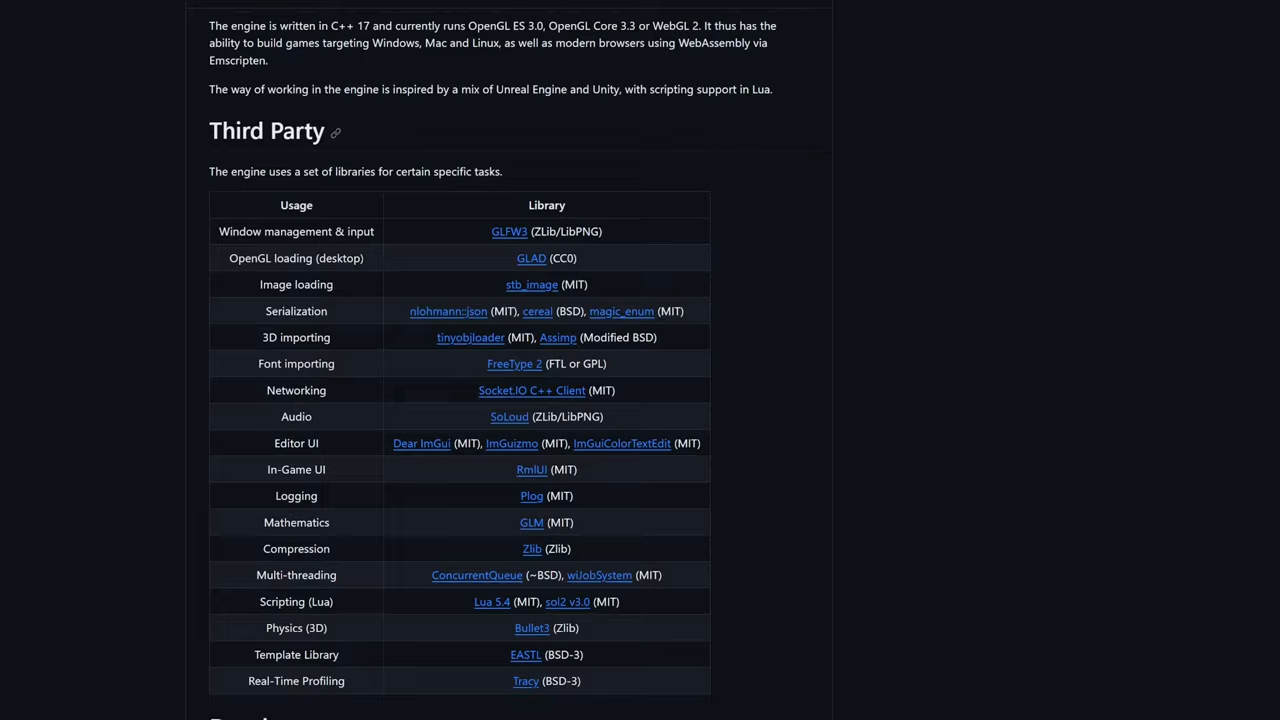 The engine is written in C++ 17 and currently runs OpenGL ES 3.0, OpenGL Core 3.3 or WebGL 2. It thus has the
ability to build games targeting Windows, Mac and Linux, as well as modern browsers using WebAssembly via
Emscripten.
The way of working in the engine is inspired by a mix of Unreal Engine and Unity, with scripting support in Lua.
Third Party
The engine uses a set of libraries for certain specific tasks.
Usage Library
Window management & input GLFW3 (ZLib/LibPNG)
OpenGL loading (desktop) GLAD (CC0)
Image loading stb_image (MIT)
Serialization nlohmann::json (MIT), cereal (BSD), magic_enum (MIT)
3D importing tinyobjloader (MIT), Assimp (Modified BSD)
Font importing FreeType 2 (FTL or GPL)
Networking Socket.IO C++ Client (MIT)
Audio SoLoud (ZLib/LibPNG)
Editor UI Dear ImGui (MIT), ImGuizmo (MIT), ImGuiColorTextEdit (MIT)
In-Game UI RmlUI (MIT)
Logging Plog (MIT)
Mathematics GLM (MIT)
Compression Zlib (Zlib)
Multi-threading ConcurrentQueue (~BSD), wiJobSystem (MIT)
Scripting (Lua) Lua 5.4 (MIT), sol2 v3.0 (MIT)
Physics (3D) Bullet3 (Zlib)
Template Library EASTL (BSD-3)
Real-Time Profiling Tracy (BSD-3)